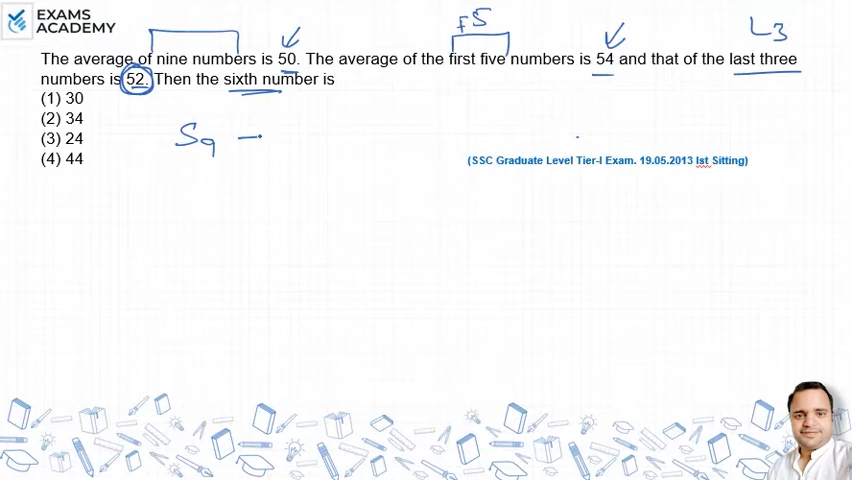 EXAMS
ACADEMY
F5
L3
The average of nine numbers is 50. The average of the first five numbers is 54 and that of the last three
numbers is 52. Then the sixth number is
(1) 30
(2) 34
(3) 24
(4) 44
S9 -
(SSC Graduate Level Tier-I Exam. 19.05.2013 Ist Sitting)